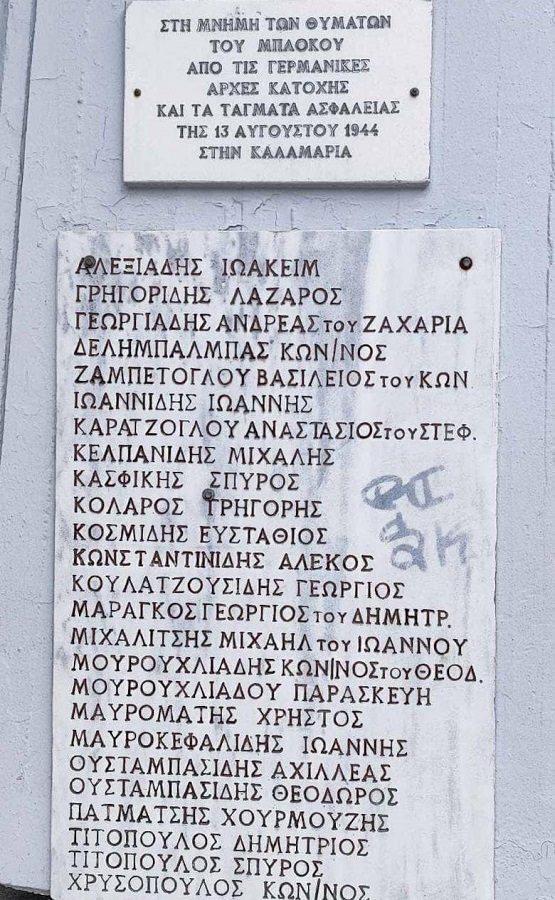 ΣΤΗ ΜΝΗΜΗ ΤΩΝ ΘΥΜΑΤΩΝ
ΤΟΥ ΜΠΛΟΚΟΥ
ΑΠΟ ΤΙΣ ΓΕΡΜΑΝΙΚΕΣ
ΑΡΧΕΣ ΚΑΤΟΧΗΣ
ΚΑΙ ΤΑ ΤΑΓΜΑΤΑ ΑΣΦΑΛΕΙΑΣ
ΤΗΣ 13 ΑΥΓΟΥΣΤΟΥ 1944
ΣΤΗΝ ΚΑΛΑΜΑΡΙΑ
ΑΛΕΞΙΑΔΗΣ ΙΩΑΚΕΙΜ
ΓΡΗΓΟΡΙΔΗΣ ΛΑΖΑΡΟΣ
ΓΕΩΡΓΙΑΔΗΣ ΑΝΔΡΕΑΣ του ΖΑΧΑΡΙΑ
ΔΕΛΗΜΠΑΛΜΠΑΣ ΚΩΝ/ΝΟΣ
ΖΑΜΠΕΤΟΓΛΟΥ ΒΑΣΙΛΕΙΟΣ του ΚΩΝ
ΙΩΑΝΝΙΔΗΣ ΙΩΑΝΝΗΣ
ΚΑΡΑΤΖΟΓΛΟΥ ΑΝΑΣΤΑΣΙΟΣ του ΣΤΕΦ.
ΚΕΛΠΑΝΙΔΗΣ ΜΙΧΑΛΗΣ
ΚΑΣΦΙΚΗΣ ΣΠΥΡΟΣ
ΚΟΛΑΡΟΣ ΓΡΗΓΟΡΗΣ
ΚΟΣΜΙΔΗΣ ΕΥΣΤΑΘΙΟΣ
ΚΩΝΣΤΑΝΤΙΝΙΔΗΣ ΑΛΕΚΟΣ
ΚΟΥΛΑΤΖΟΥΣΙΔΗΣ ΓΕΩΡΓΙΟΣ
ΜΑΡΑΓΚΟΣ ΓΕΩΡΓΙΟΣ του ΔΗΜΗΤΡ.
ΜΙΧΑΛΙΤΣΗΣ ΜΙΧΑΗΛ του ΙΩΑΝΝΟΥ
ΜΟΥΡΟΥΧΛΙΑΔΗΣ ΚΩΝ/ΝΟΣ του ΘΕΟΔ.
ΜΟΥΡΟΥΧΛΙΑΔΟΥ ΠΑΡΑΣΚΕΥΗ
ΜΑΥΡΟΜΑΤΗΣ ΧΡΗΣΤΟΣ
ΜΑΥΡΟΚΕΦΑΛΙΔΗΣ ΙΩΑΝΝΗΣ
ΟΥΣΤΑΜΠΑΣΙΔΗΣ ΑΧΙΛΛΕΑΣ
ΟΥΣΤΑΜΠΑΣΙΔΗΣ ΘΕΟΔΩΡΟΣ
ΠΑΤΜΑΤΣΗΣ ΧΟΥΡΜΟΥΖΗΣ
ΤΙΤΟΠΟΥΛΟΣ ΔΗΜΗΤΡΙΟΣ
ΤΙΤΟΠΟΥΛΟΣ ΣΠΥΡΟΣ
ΧΡΥΣΟΠΟΥΛΟΣ ΚΩΝ/ΝΟΣ